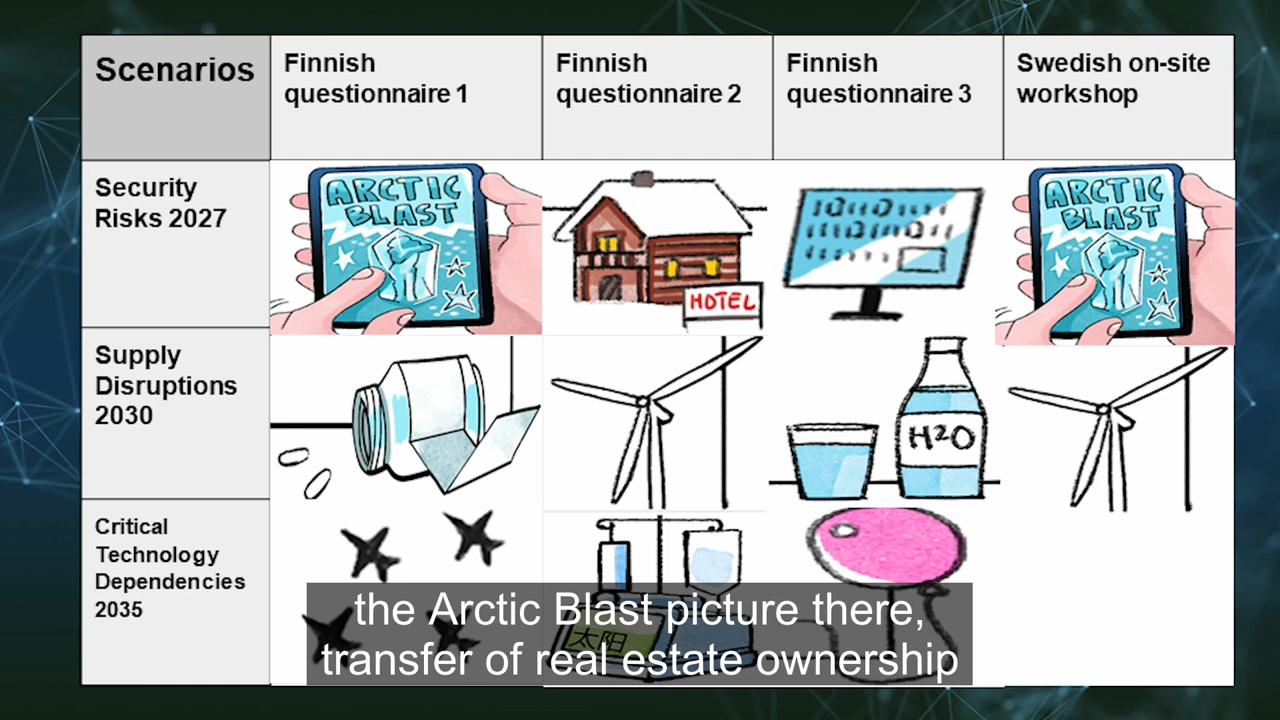 Scenarios
Finnish
questionnaire 1
Finnish
questionnaire 2
Finnish
questionnaire 3
Swedish on-site
workshop
Security
Risks 2027
ARCTIC
BLAST
HOTEL
ARCTIC
BLAST
Supply
Disruptions
2030
H2O
Critical
Technology
Dependencies
2035
太阳
the Arctic Blast picture there,
transfer of real estate ownership